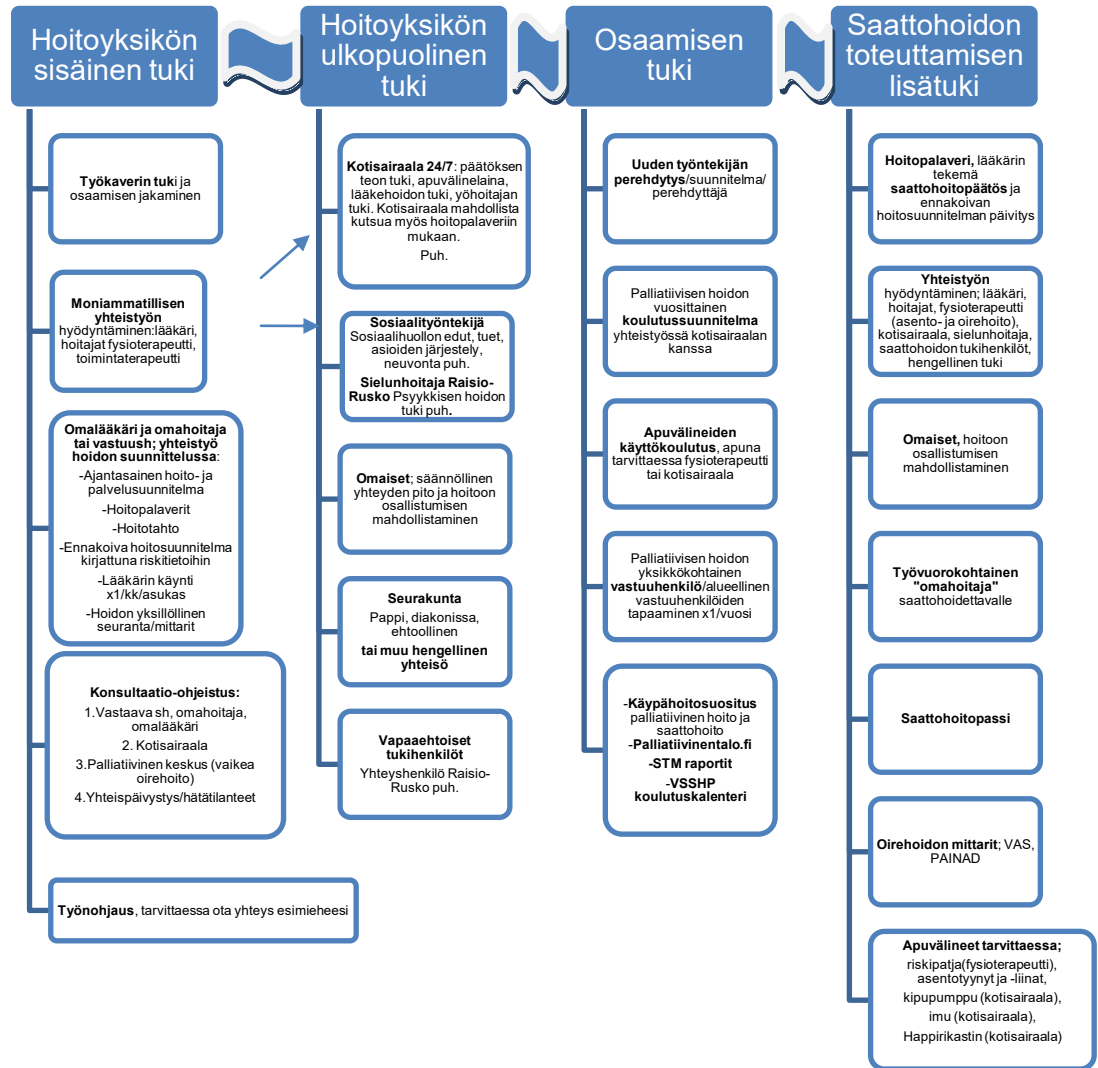 Hoitoyksikön
sisäinen tuki
Työkaverin tuki ja
osaamisen jakaminen
Moniammatillisen
yhteistyön
hyödyntäminen:lääkäri,
hoitajat fysioterapeutti,
toimintaterapeutti
Omalääkäri ja omahoitaja
tai vastuush; yhteistyö
hoidon suunnittelussa:
-Ajantasainen hoito- ja
palvelusuunnitelma
-Hoitopalaverit
-Hoitotahto
-Ennakoiva hoitosuunnitelma
kirjattuna riskitietoihin
-Lääkärin käynti
x1/kk/asukas
-Hoidon yksillöllinen
seuranta/mittarit
Konsultaatio-ohjeistus:
1.Vastaava sh, omahoitaja,
omalääkäri
2. Kotisairaala
3.Palliatiivinen keskus (vaikea
oirehoito)
4.Yhteispäivystys/hätätilanteet
Työnohjaus, tarvittaessa ota yhteys esimieheesi
Hoitoyksikön
ulkopuolinen
tuki
Kotisairaala 24/7: päätöksen
teon tuki, apuvälinelaina,
lääkehoidon tuki, yöhoitajan
tuki. Kotisairaala mahdollista
kutsua myös hoitopalaveriin
mukaan.
Puh.
Sosiaalityöntekijä
Sosiaalihuollon edut, tuet,
asioiden järjestely,
neuvonta puh.
Sielunhoitaja Raisio-
Rusko Psyykkisen hoidon
tuki puh.
Omaiset; säännöllinen
yhteyden pito ja hoitoon
osallistumisen
mahdollistaminen
Seurakunta
Pappi, diakonissa,
ehtoollinen
tai muu hengellinen
yhteisö
Vapaaehtoiset
tukihenkilöt
Yhteyshenkilö Raisio-
Rusko puh.
Osaamisen
tuki
Uuden työntekijän
perehdytys/suunnitelma/
perehdyttäjä
Palliatiivisen hoidon
vuosittainen
koulutussuunnitelma
yhteistyössä kotisairaalan
kanssa
Apuvälineiden
käyttökoulutus, apuna
tarvittaessa fysioterapeutti
tai kotisairaala
Palliatiivisen hoidon
yksikkökohtainen
vastuuhenkilö/alueellinen
vastuuhenkilöiden
tapaaminen x1/vuosi
-Käypähoitosuositus
palliatiivinen hoito ja
saattohoito
-Palliatiivinentalo.fi
-STM raportit
-VSSHP
koulutuskalenteri
Saattohoidon
toteuttamisen
lisätuki
Hoitopalaveri, lääkärin
tekemä
saattohoitopäätös ja
ennakoivan
hoitosuunnitelman päivitys
Yhteistyön
hyödyntäminen; lääkäri,
hoitajat, fysioterapeutti
(asento- ja oirehoito),
kotisairaala, sielunhoitaja,
saattohoidon tukihenkilöt,
hengellinen tuki
Omaiset, hoitoon
osallistumisen
mahdollistaminen
Työvuorokohtainen
"omahoitaja"
saattohoidettavalle
Saattohoitopassi
Oirehoidon mittarit; VAS,
PAINAD
Apuvälineet tarvittaessa;
riskipatja(fysioterapeutti),
asentotyynyt ja -liinat,
kipupumppu (kotisairaala),
imu (kotisairaala),
Happirikastin (kotisairaala)